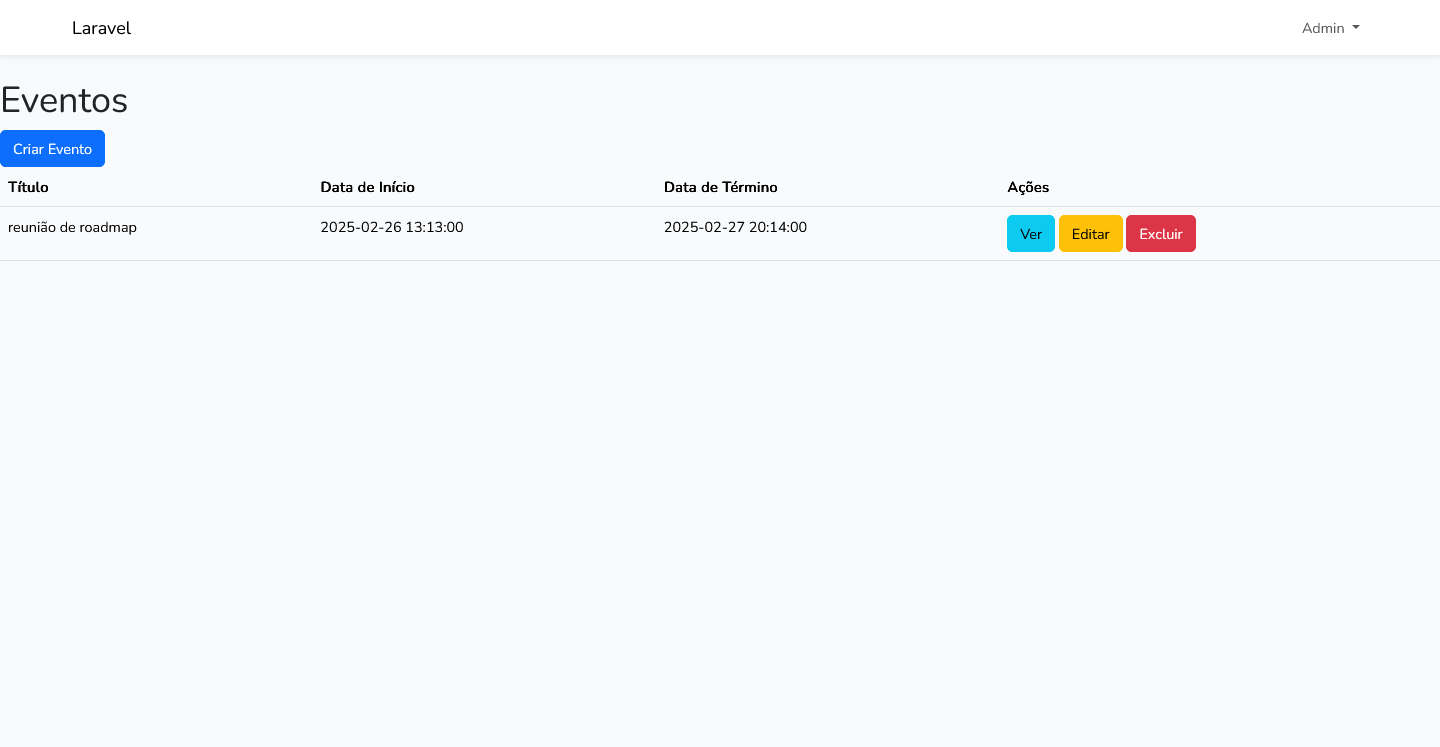 Laravel Admin
Eventos
Criar Evento
Título Data de Início Data de Término Ações
reunião de roadmap 2025-02-26 13:13:00 2025-02-27 20:14:00 Ver Editar Excluir